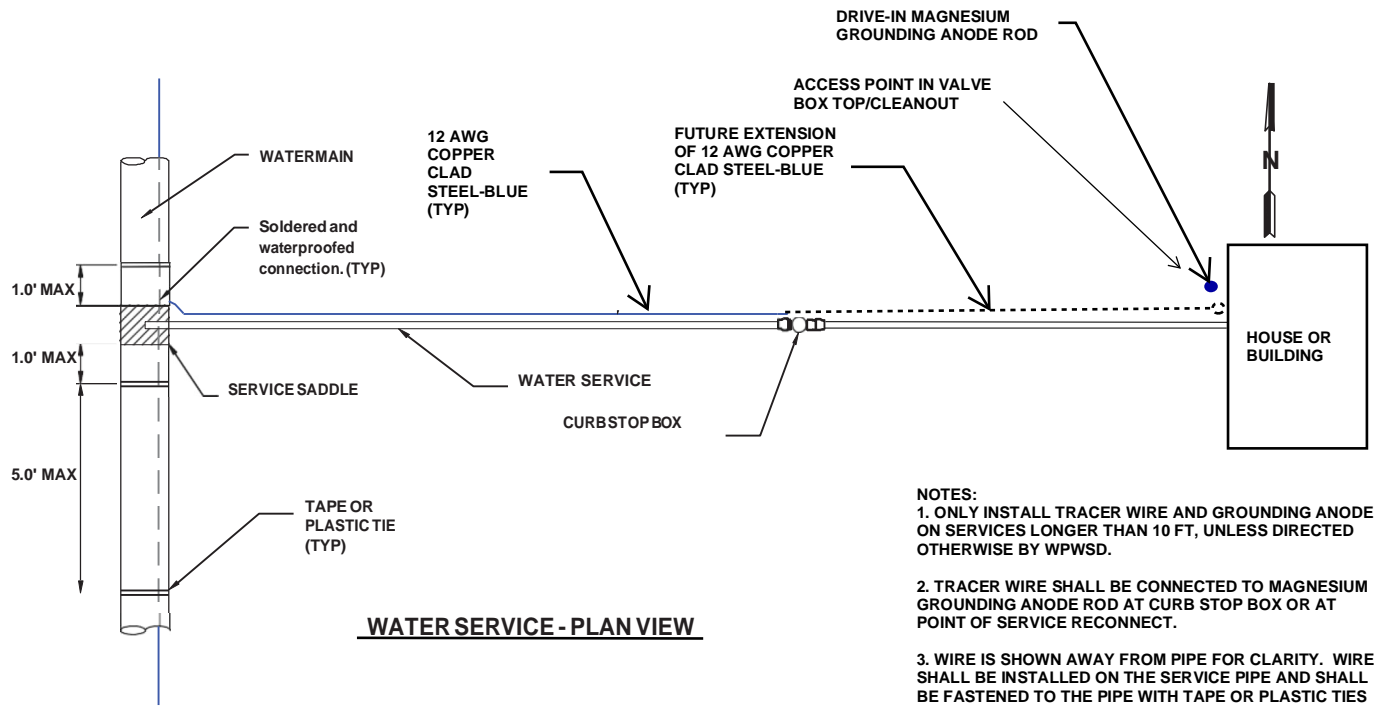 DRIVE-IN MAGNESIUM
GROUNDING ANODE ROD
ACCESS POINT IN VALVE
BOX TOP/CLEANOUT
12 AWG
COPPER
CLAD
STEEL-BLUE
(TYP)
FUTURE EXTENSION
OF 12 AWG COPPER
CLAD STEEL-BLUE
(TYP)
WATERMAIN
N
Soldered and
waterproofed
connection. (TYP)
1.0' MAX
1.0' MAX
SERVICE SADDLE
WATER SERVICE
CURB STOP BOX
HOUSE OR
BUILDING
5.0' MAX
TAPE OR
PLASTIC TIE
(TYP)
WATER SERVICE - PLAN VIEW
NOTES:
1. ONLY INSTALL TRACER WIRE AND GROUNDING ANODE
ON SERVICES LONGER THAN 10 FT, UNLESS DIRECTED
OTHERWISE BY WPWSD.
2. TRACER WIRE SHALL BE CONNECTED TO MAGNESIUM
GROUNDING ANODE ROD AT CURB STOP BOX OR AT
POINT OF SERVICE RECONNECT.
3. WIRE IS SHOWN AWAY FROM PIPE FOR CLARITY. WIRE
SHALL BE INSTALLED ON THE SERVICE PIPE AND SHALL
BE FASTENED TO THE PIPE WITH TAPE OR PLASTIC TIES